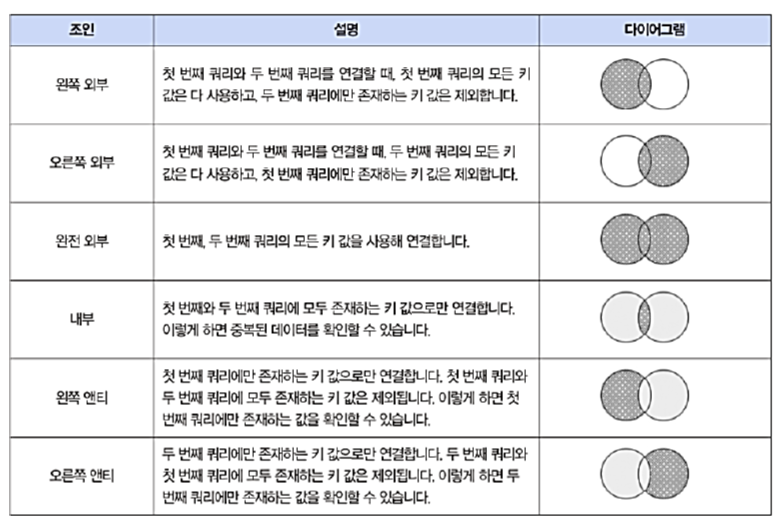 조인 설명 다이어그램
왼쪽 외부
첫 번째 쿼리와 두 번째 쿼리를 연결할 때, 첫 번째 쿼리의 모든 키
값은 다 사용하고, 두 번째 쿼리에만 존재하는 키 값은 제외합니다.
오른쪽 외부
첫 번째 쿼리와 두 번째 쿼리를 연결할 때, 두 번째 쿼리의 모든 키
값은 다 사용하고, 첫 번째 쿼리에만 존재하는 키 값은 제외합니다.
완전 외부
첫 번째, 두 번째 쿼리의 모든 키 값을 사용해 연결합니다.
내부
첫 번째와 두 번째 쿼리에 모두 존재하는 키 값으로만 연결합니다.
이렇게 하면 중복된 데이터를 확인할 수 있습니다.
왼쪽 앤티
첫 번째 쿼리에만 존재하는 키 값으로만 연결합니다. 첫 번째 쿼리와
두 번째 쿼리에 모두 존재하는 키 값은 제외됩니다. 이렇게 하면 첫
번째 쿼리에만 존재하는 값을 확인할 수 있습니다.
오른쪽 앤티
두 번째 쿼리에만 존재하는 키 값으로만 연결합니다. 두 번째 쿼리와
첫 번째 쿼리에 모두 존재하는 키 값은 제외됩니다. 이렇게 하면 두
번째 쿼리에만 존재하는 값을 확인할 수 있습니다.